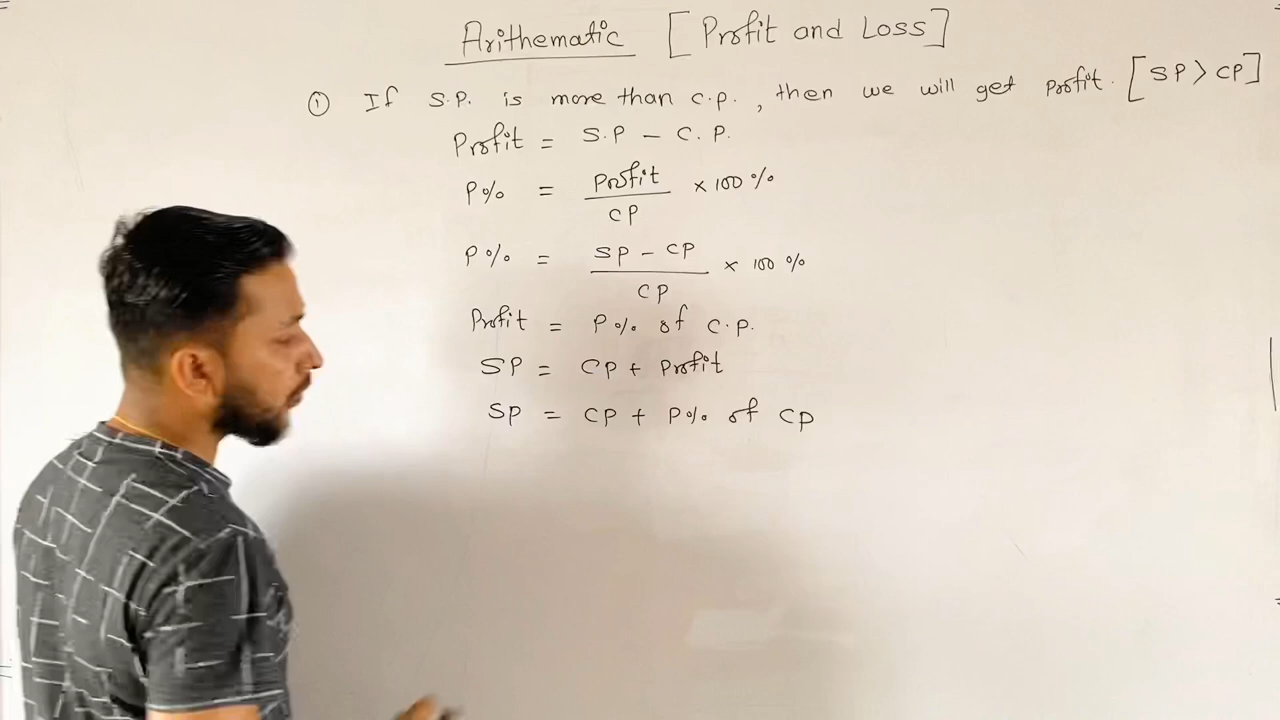 Arithematic [Profit and Loss]
① If S.P. is more than C.P., then we will get Profit. [SP > CP]
Profit = S.P - C.P.
P% = Profit / CP × 100 %
P% = SP - CP / CP × 100 %
Profit = P% of C.P.
SP = CP + Profit
SP = CP + P% of CP